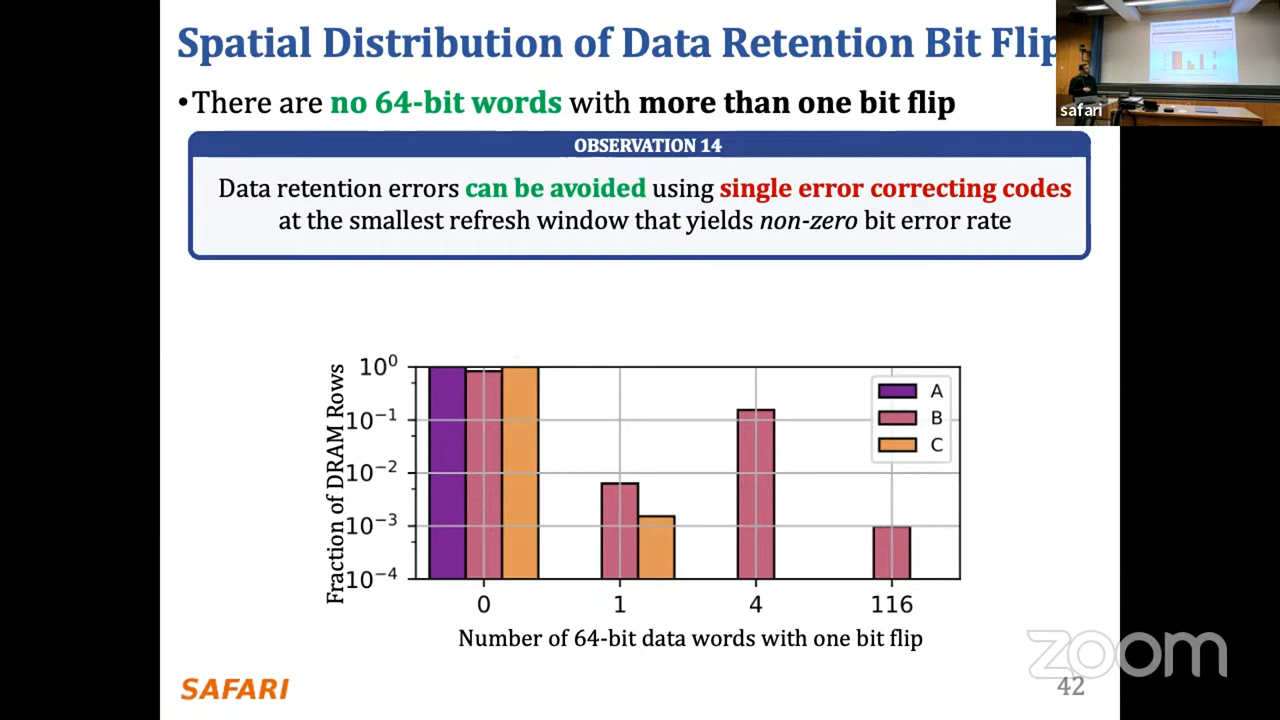 Spatial Distribution of Data Retention Bit Flip
•There are no 64-bit words with more than one bit flip
safari
OBSERVATION 14
Data retention errors can be avoided using single error correcting codes
at the smallest refresh window that yields non-zero bit error rate
Fraction of DRAM Rows
10⁰
10⁻¹
10⁻²
10⁻³
10⁻⁴
A
B
C
0 1 4 116
Number of 64-bit data words with one bit flip
zoom
SAFARI
42